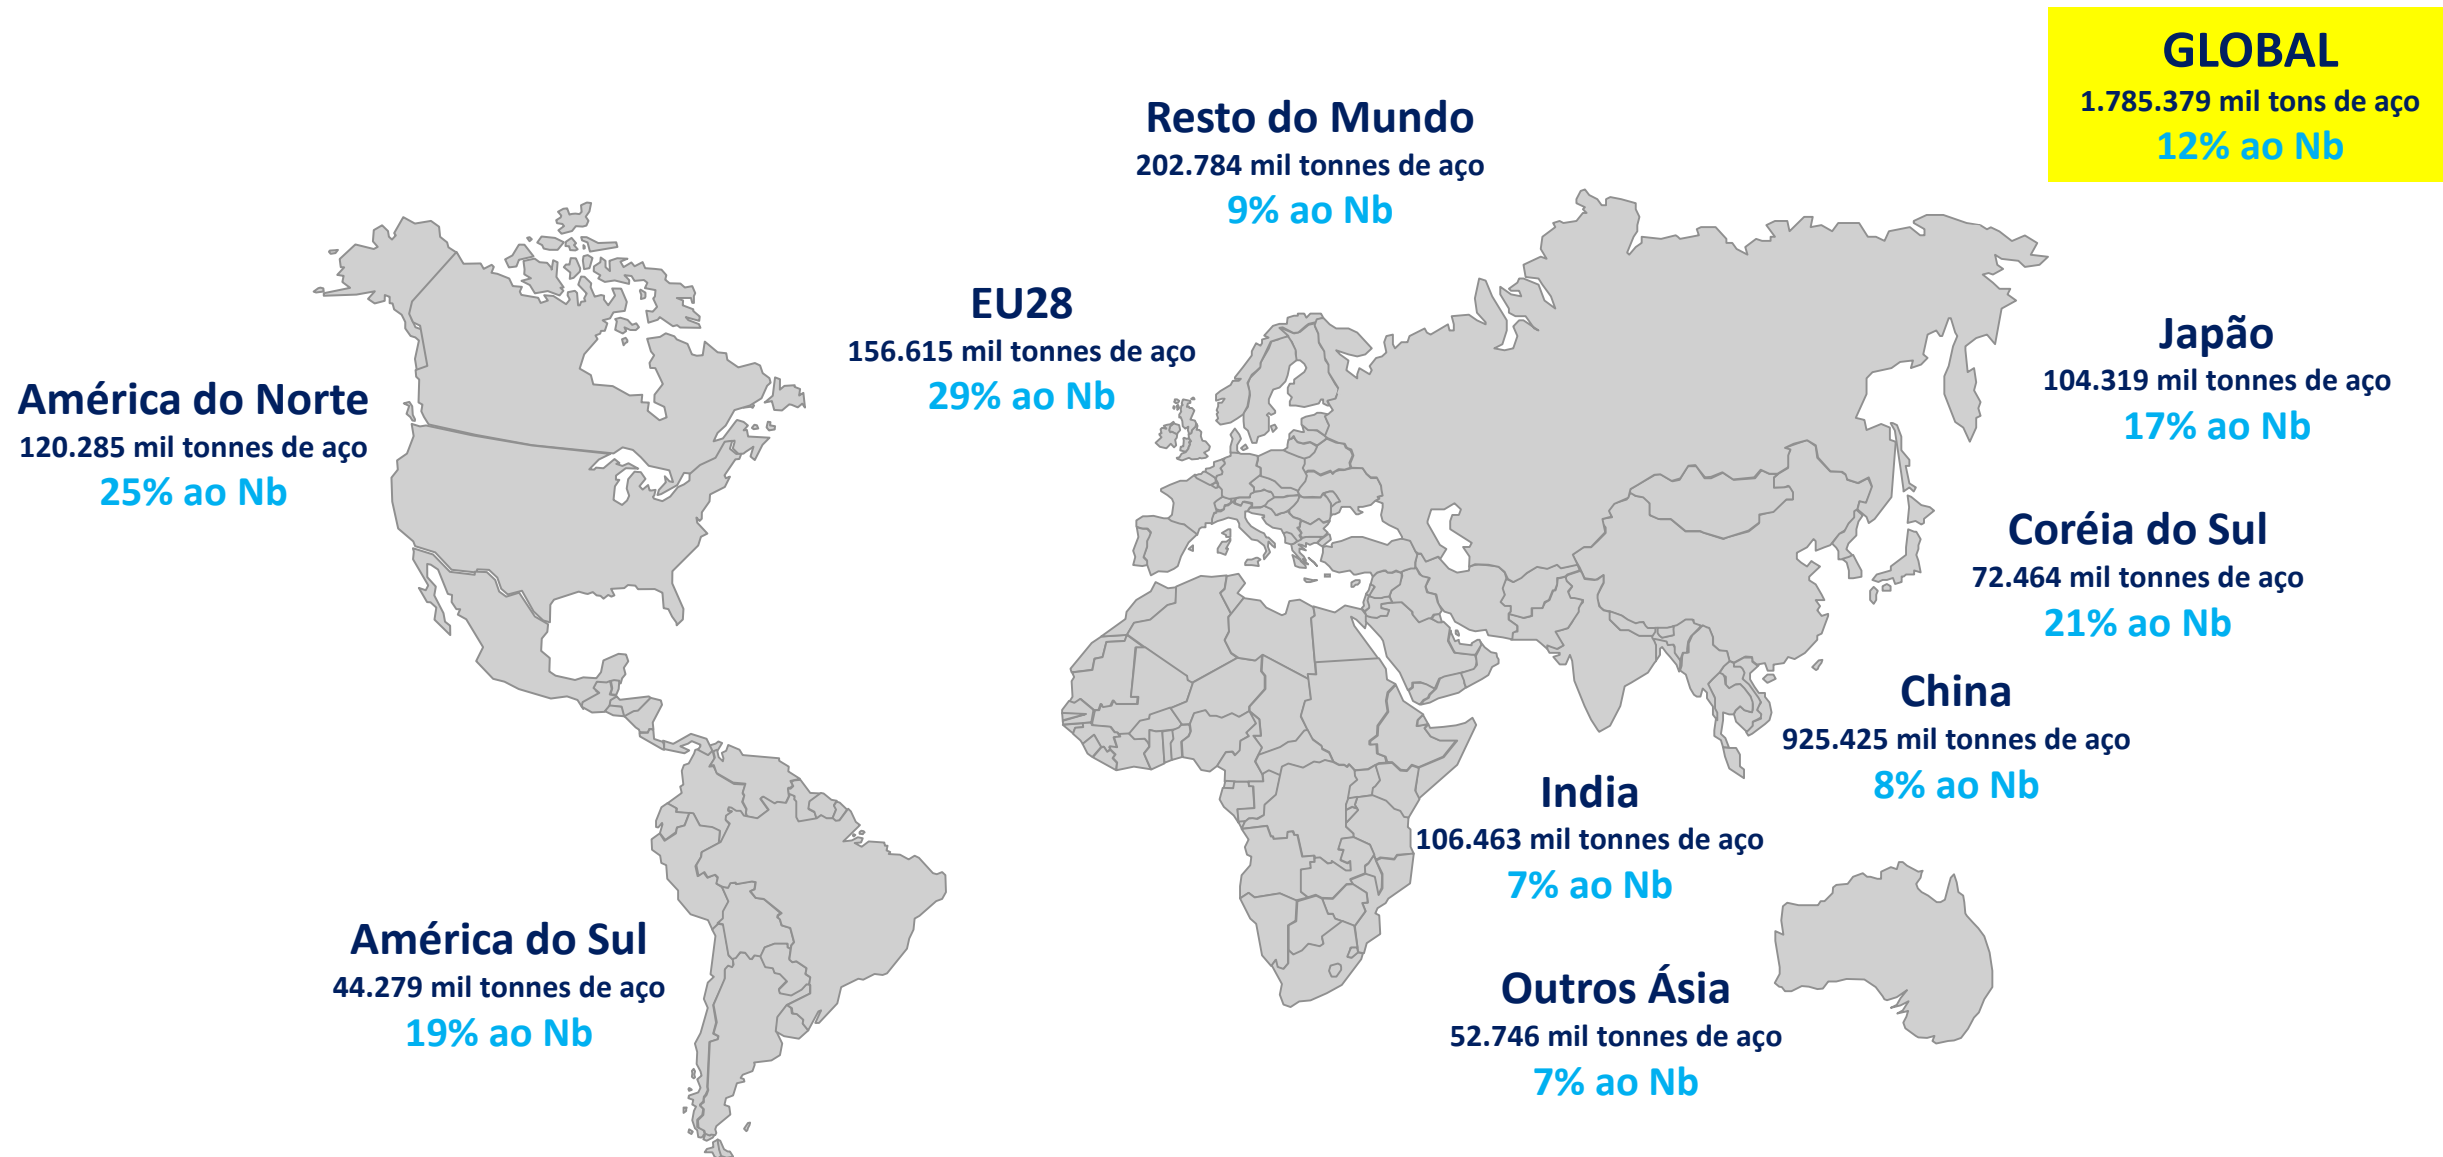 GLOBAL
1.785.379 mil tons de aço
12% ao Nb
Resto do Mundo
202.784 mil tonnes de aço
9% ao Nb
EU28
156.615 mil tonnes de aço
29% ao Nb
Japão
104.319 mil tonnes de aço
17% ao Nb
América do Norte
120.285 mil tonnes de aço
25% ao Nb
Coréia do Sul
72.464 mil tonnes de aço
21% ao Nb
China
925.425 mil tonnes de aço
8% ao Nb
India
106.463 mil tonnes de aço
7% ao Nb
América do Sul
44.279 mil tonnes de aço
19% ao Nb
Outros Ásia
52.746 mil tonnes de aço
7% ao Nb